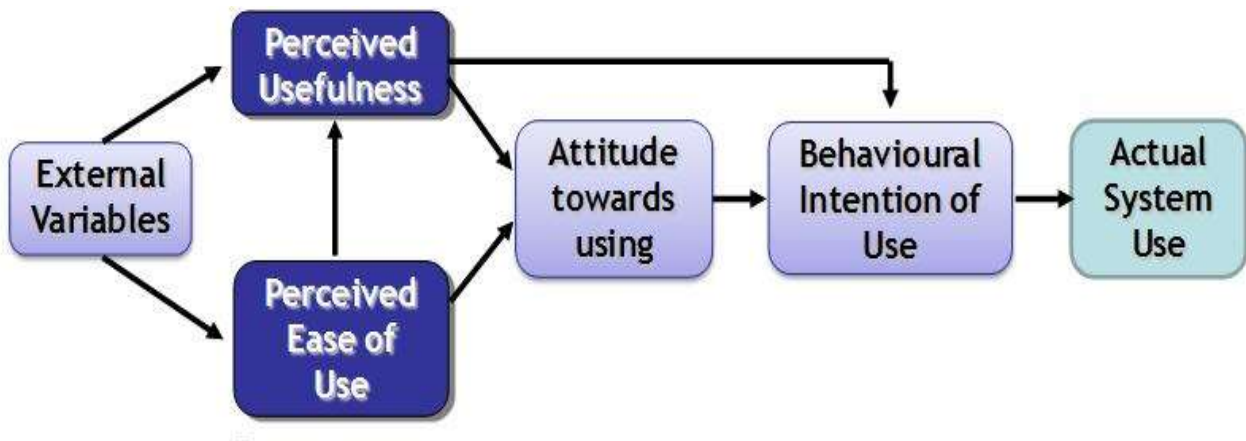 Perceived
Usefulness
External
Variables
Perceived
Ease of
Use
Attitude
towards
using
Behavioural
Intention of
Use
Actual
System
Use